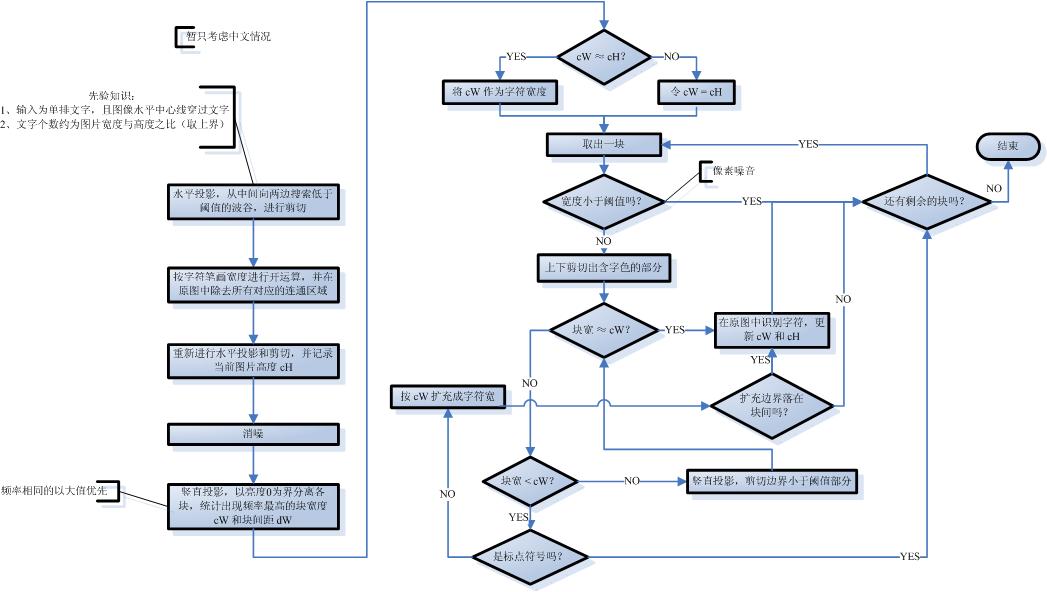 暂只考虑中文情况
先验知识：
1、输入为单排文字，且图像水平中心线穿过文字
2、文字个数约为图片宽度与高度之比（取上界）
水平投影，从中间向两边搜索低于
阈值的波谷，进行剪切
按字符笔画宽度进行开运算，并在
原图中除去所有对应的连通区域
重新进行水平投影和剪切，并记录
当前图片高度 cH
消噪
频率相同的以大值优先
竖直投影，以亮度0为界分离各
块，统计出现频率最高的块宽度
cW 和块间距 dW
cW ≈ cH？
YES
NO
将 cW 作为字符宽度
令 cW = cH
取出一块
YES
结束
像素噪音
宽度小于阈值吗？
YES
还有剩余的块吗？
NO
NO
上下剪切出含字色的部分
NO
块宽 ≈ cW？
YES
在原图中识别字符，更
新 cW 和 cH
YES
NO
按 cW 扩充成字符宽
扩充边界落在
块间吗？
块宽 < cW？
NO
竖直投影，剪切边界小于阈值部分
NO
YES
是标点符号吗？
YES